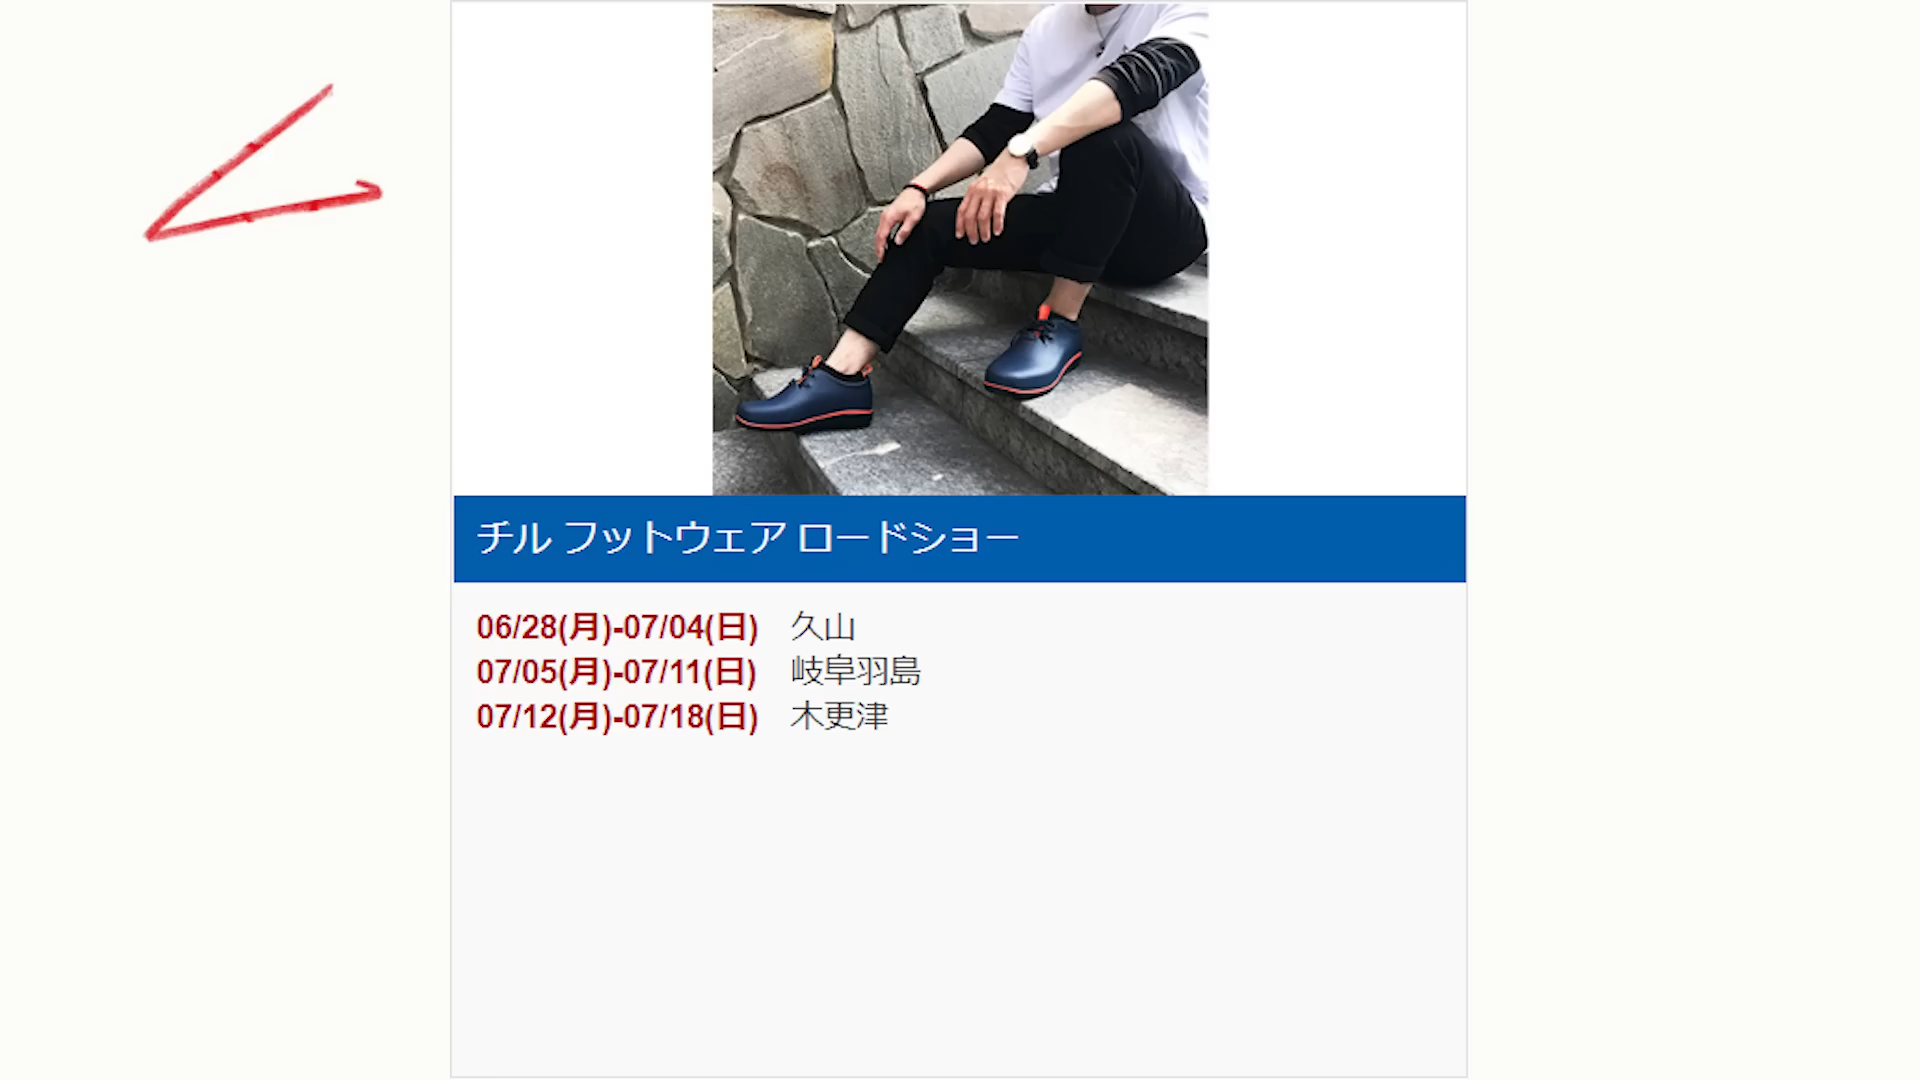 チル フットウェア ロードショー
06/28(月)-07/04(日) 久山
07/05(月)-07/11(日) 岐阜羽島
07/12(月)-07/18(日) 木更津